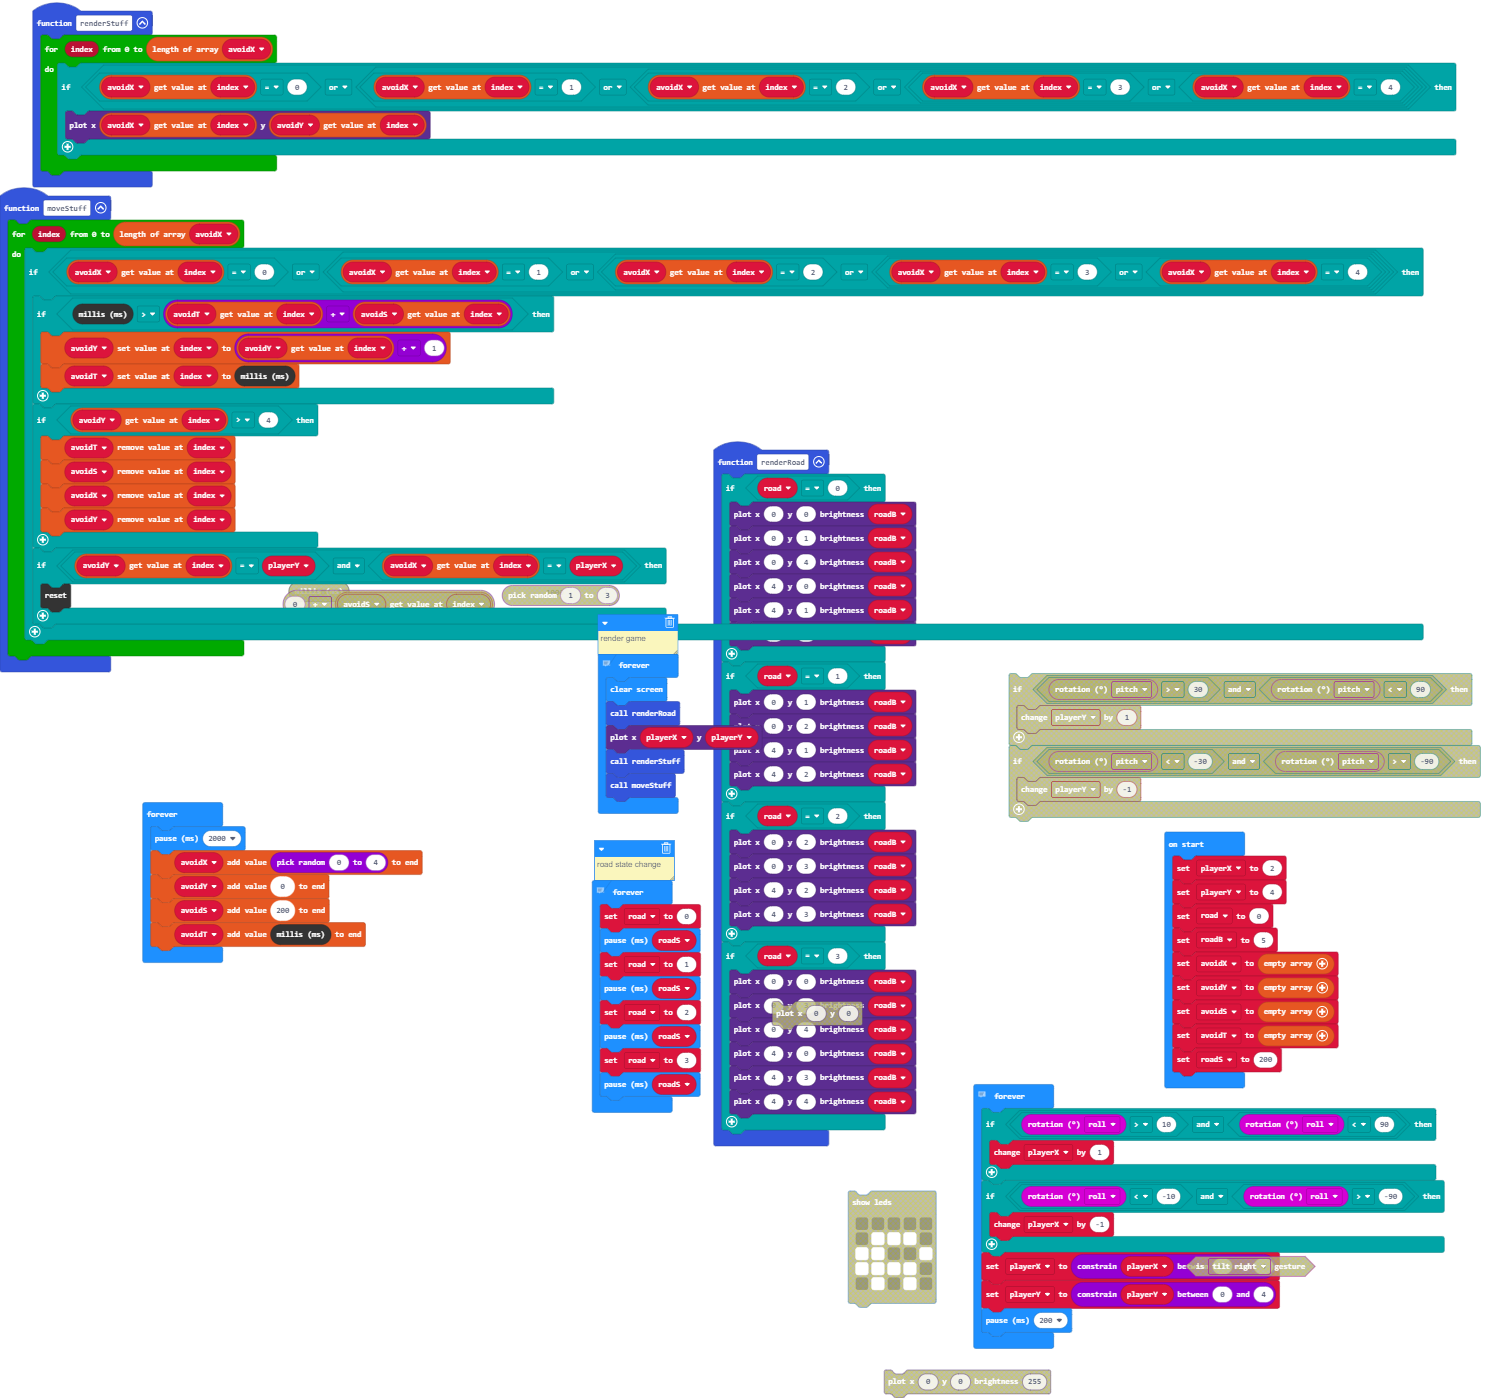 function renderStuff
for index from 0 to length of array avoidX
do
if avoidX get value at index = 0 or avoidX get value at index = 1 or avoidX get value at index = 2 or avoidX get value at index = 3 or avoidX get value at index = 4 then
plot x avoidX get value at index y avoidY get value at index
function moveStuff
for index from 0 to length of array avoidX
do
if avoidX get value at index = 0 or avoidX get value at index = 1 or avoidX get value at index = 2 or avoidX get value at index = 3 or avoidX get value at index = 4 then
if millis (ms) > avoidT get value at index + avoidS get value at index then
avoidY set value at index to avoidY get value at index + 1
avoidT set value at index to millis (ms)
if avoidY get value at index > 4 then
avoidT remove value at index
avoidS remove value at index
avoidX remove value at index
avoidY remove value at index
if avoidY get value at index = playerY and avoidX get value at index = playerX then
reset
0 + avoidS get value at index
pick random 1 to 3
function renderRoad
if road = 0 then
plot x 0 y 0 brightness roadB
plot x 0 y 1 brightness roadB
plot x 0 y 4 brightness roadB
plot x 4 y 0 brightness roadB
plot x 4 y 1 brightness roadB
if road = 1 then
plot x 0 y 1 brightness roadB
0 y 2 brightness roadB
plot x 4 y 1 brightness roadB
plot x 4 y 2 brightness roadB
if road = 2 then
plot x 0 y 2 brightness roadB
plot x 0 y 3 brightness roadB
plot x 4 y 2 brightness roadB
plot x 4 y 3 brightness roadB
if road = 3 then
plot x 0 y 0 brightness roadB
plot x y brightness roadB
plot x 0 y 0
plot x 0 y 4 brightness roadB
plot x 4 y 0 brightness roadB
plot x 4 y 3 brightness roadB
plot x 4 y 4 brightness roadB
render game
forever
clear screen
call renderRoad
plot x playerX y playerY
call renderStuff
call moveStuff
if rotation (°) pitch > 30 and rotation (°) pitch < 90 then
change playerY by 1
if rotation (°) pitch < -30 and rotation (°) pitch > -90 then
change playerY by -1
forever
pause (ms) 2000
avoidX add value pick random 0 to 4 to end
avoidY add value 0 to end
avoidS add value 200 to end
avoidT add value millis (ms) to end
road state change
forever
set road to 0
pause (ms) roadS
set road to 1
pause (ms) roadS
set road to 2
pause (ms) roadS
set road to 3
pause (ms) roadS
on start
set playerX to 2
set playerY to 4
set road to 0
set roadB to 5
set avoidX to empty array
set avoidY to empty array
set avoidS to empty array
set avoidT to empty array
set roadS to 200
forever
if rotation (°) roll > 10 and rotation (°) roll < 90 then
change playerX by 1
if rotation (°) roll < -10 and rotation (°) roll > -90 then
change playerX by -1
set playerX to constrain playerX be
is tilt right gesture
set playerY to constrain playerY between 0 and 4
pause (ms) 200
show leds
plot x 0 y 0 brightness 255